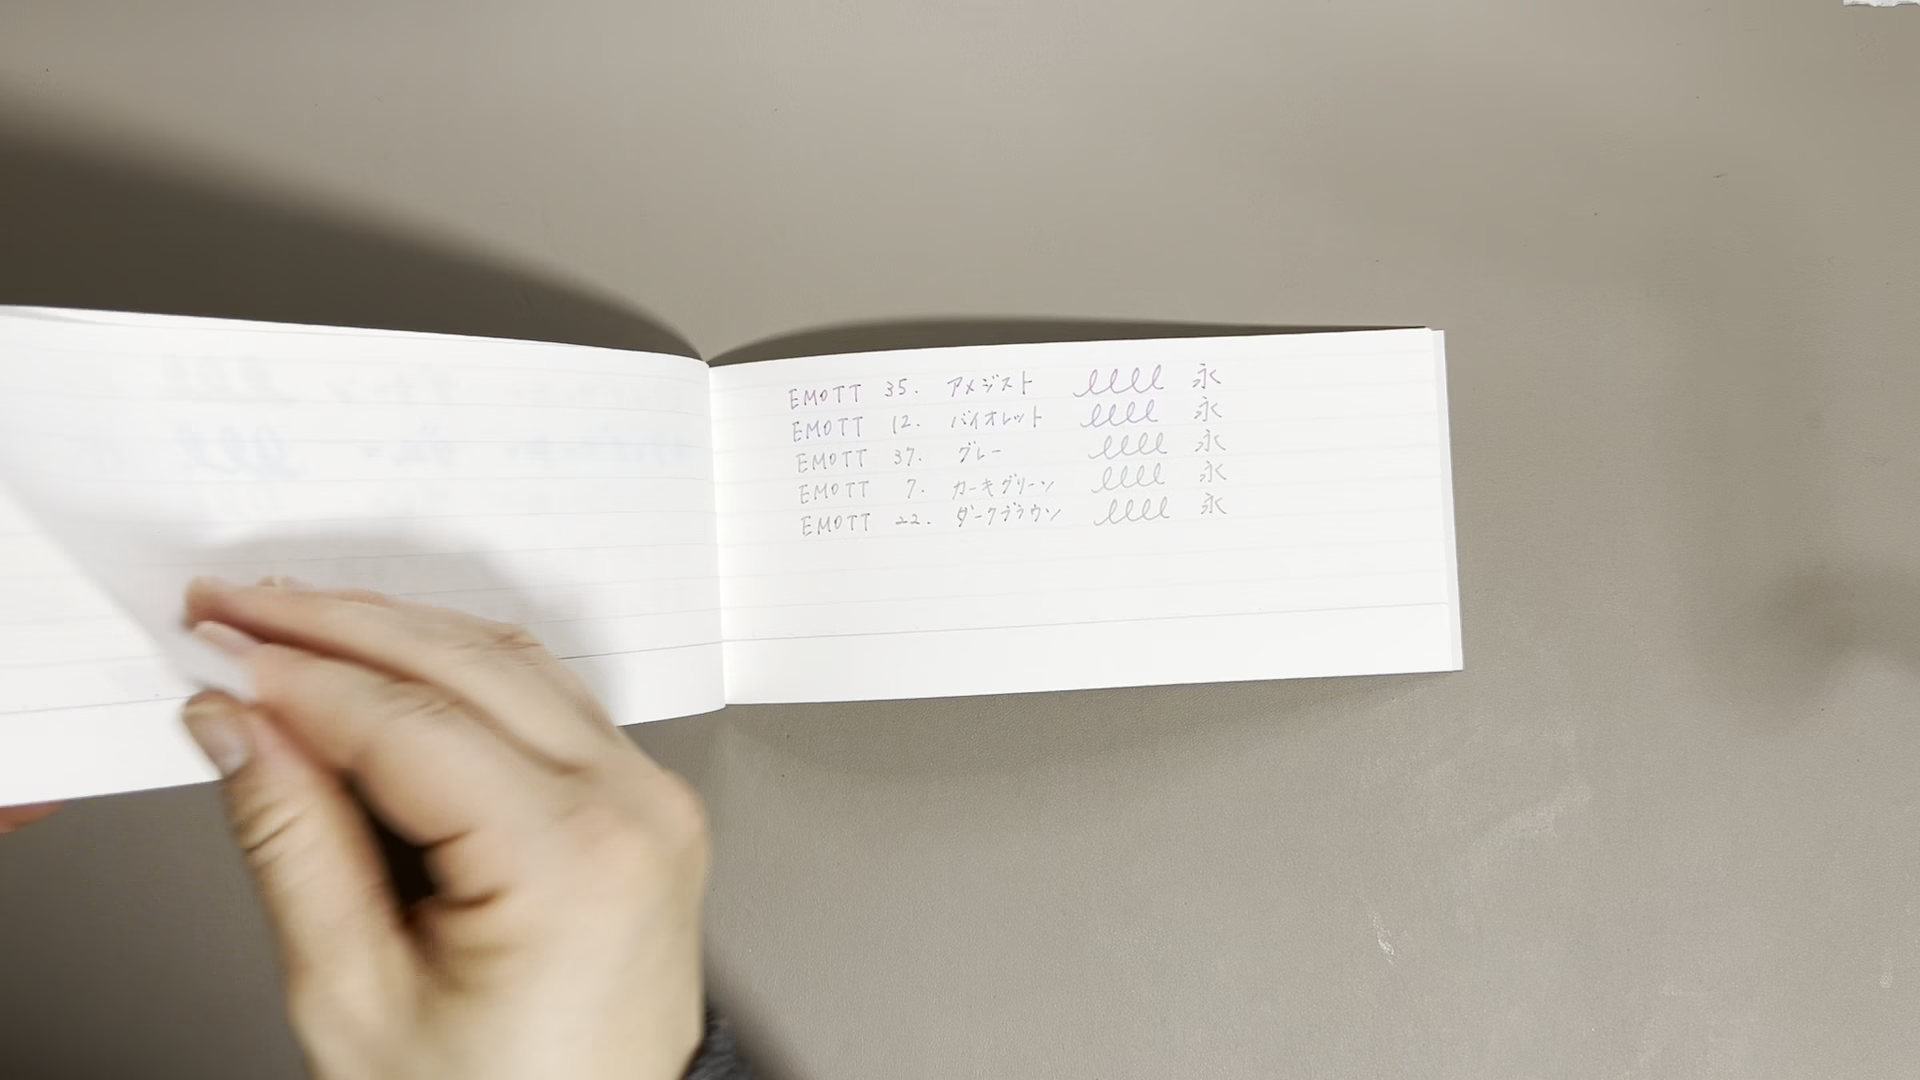 EMOTT 35. アメジスト llll 永
EMOTT 12. バイオレット llll 永
EMOTT 37. グレー llll 永
EMOTT 7. カーキグリーン llll 永
EMOTT 22. ダークブラウン llll 永